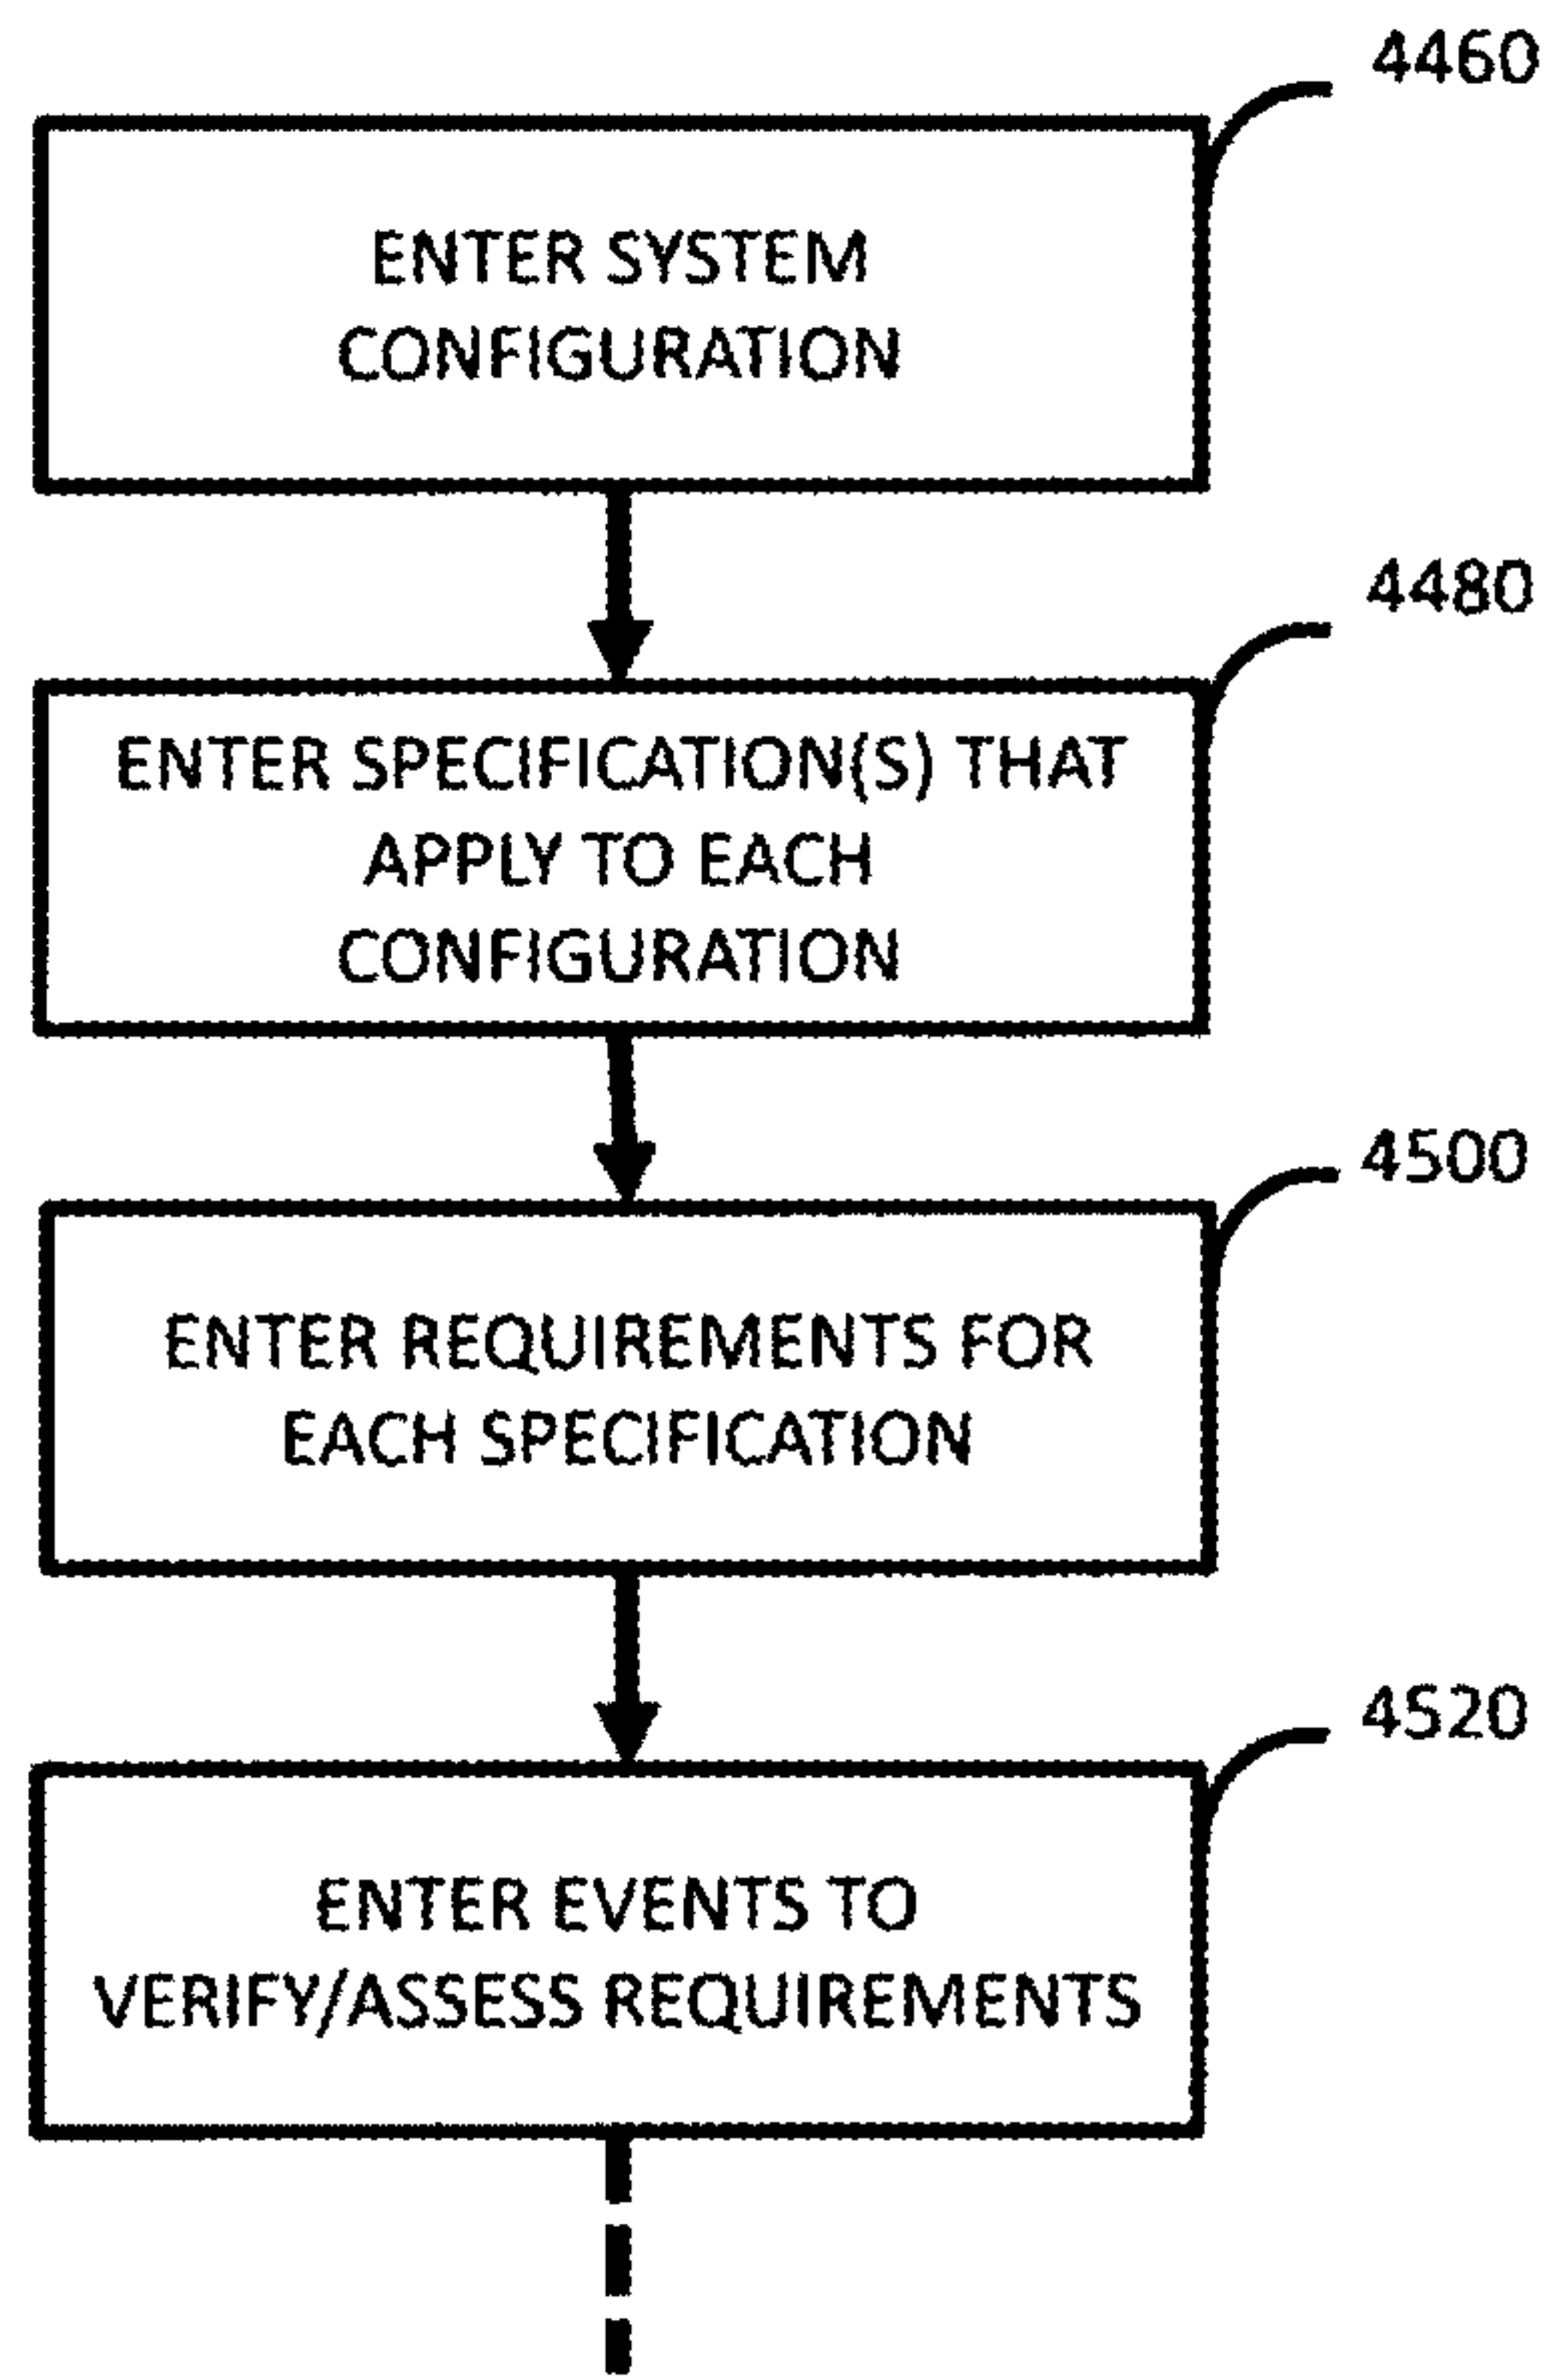 4460
ENTER SYSTEM
CONFIGURATION
4480
ENTER SPECIFICATION(S) THAT
APPLY TO EACH
CONFIGURATION
4500
ENTER REQUIREMENTS FOR
EACH SPECIFICATION
4520
ENTER EVENTS TO
VERIFY/ASSESS REQUIREMENTS